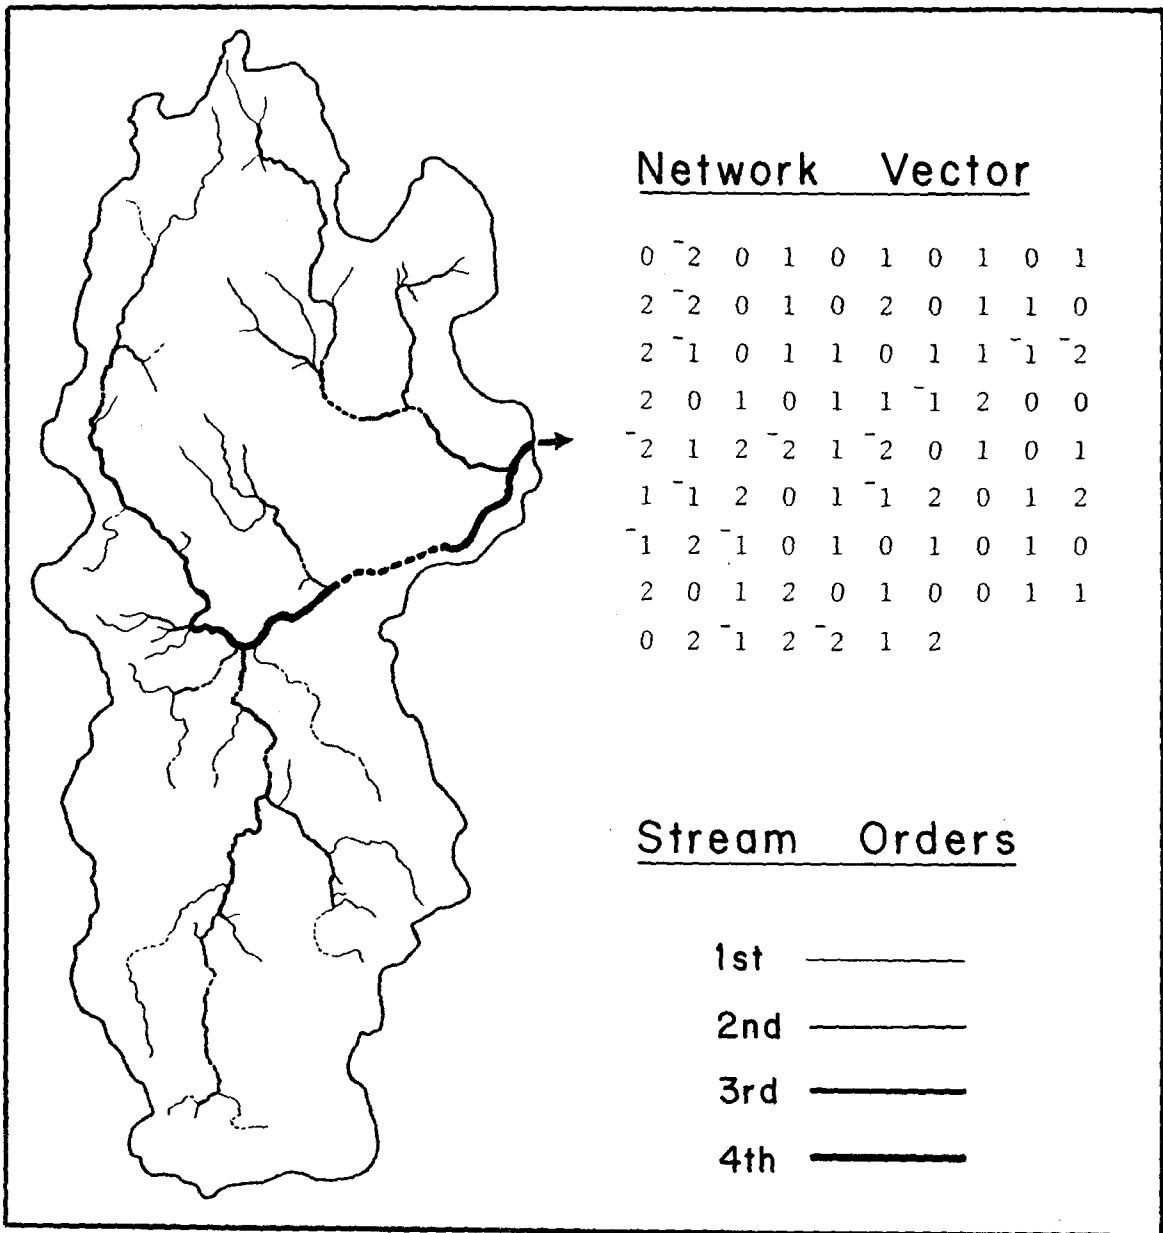 Network Vector
0 ⁻2 0 1 0 1 0 1 0 1
2 ⁻2 0 1 0 2 0 1 1 0
2 ⁻1 0 1 1 0 1 1 ⁻1 ⁻2
2 0 1 0 1 1 ⁻1 2 0 0
⁻2 1 2 ⁻2 1 ⁻2 0 1 0 1
1 ⁻1 2 0 1 ⁻1 2 0 1 2
⁻1 2 ⁻1 0 1 0 1 0 1 0
2 0 1 2 0 1 0 0 1 1
0 2 ⁻1 2 ⁻2 1 2
Stream Orders
1st
2nd
3rd
4th